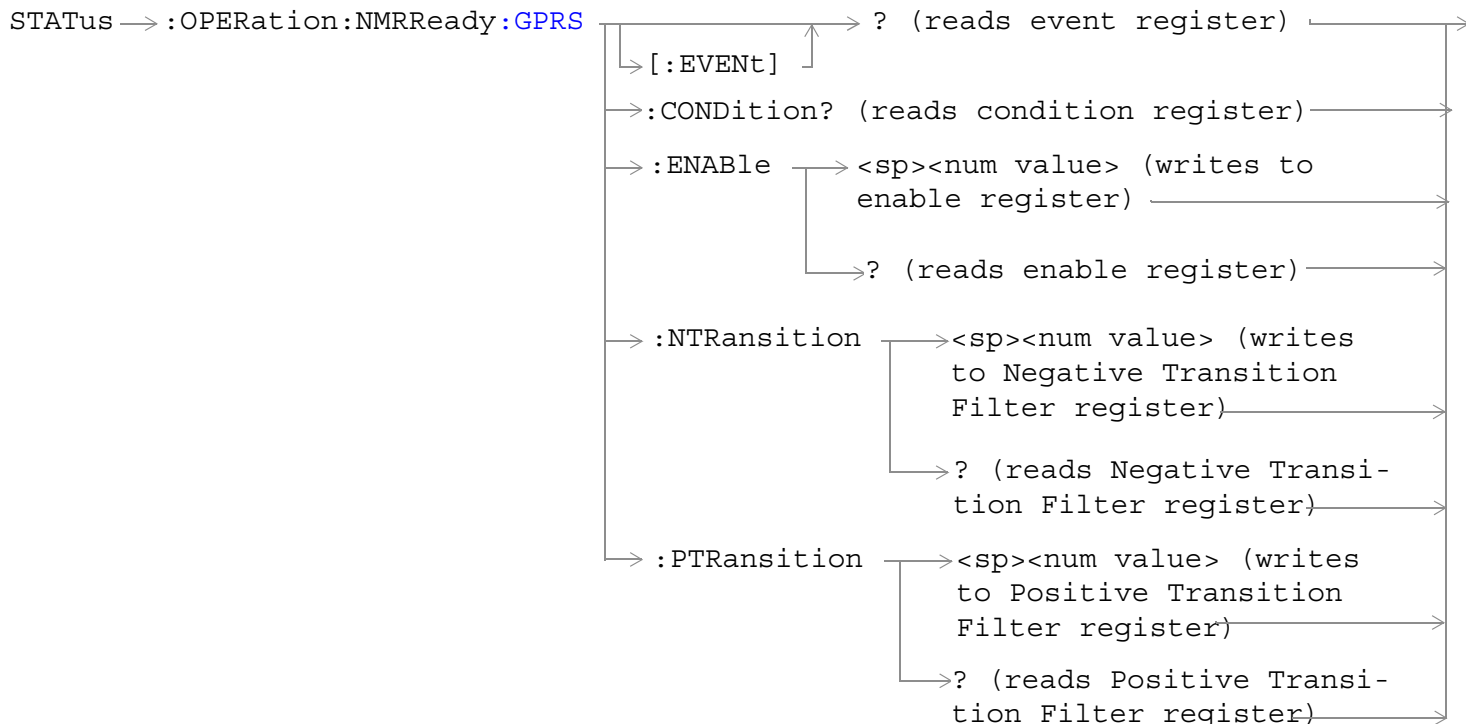 STATus :OPERation:NMRReady:GPRS ? (reads event register)
[:EVENt]
:CONDition? (reads condition register)
:ENABle <sp><num value> (writes to
enable register)
? (reads enable register)
:NTRansition <sp><num value> (writes
to Negative Transition
Filter register)
? (reads Negative Transi-
tion Filter register)
:PTRansition <sp><num value> (writes
to Positive Transition
Filter register)
? (reads Positive Transi-
tion Filter register)